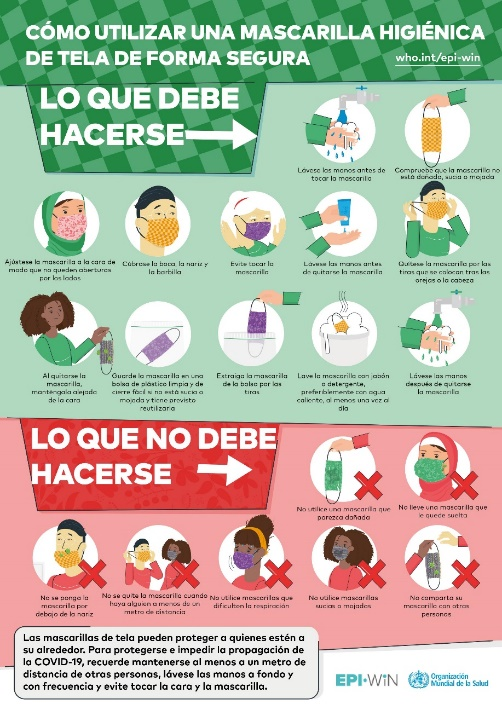 CÓMO UTILIZAR UNA MASCARILLA HIGIÉNICA
DE TELA DE FORMA SEGURA
who.int/epi-win
LO QUE DEBE
HACERSE
Lávese las manos antes de
tocar la mascarilla
Compruebe que la mascarilla no
está dañada, sucia o mojada
Ajústese la mascarilla a la cara de
modo que no queden aberturas
por los lados
Cúbrase la boca, la nariz y
la barbilla
Evite tocar la
mascarilla
Lávese las manos antes
de quitarse la mascarilla
Quítese la mascarilla por las
tiras que se colocan tras las
orejas o la cabeza
Al quitarse la
mascarilla,
manténgala alejada
de la cara
Guarde la mascarilla en una
bolsa de plástico limpia y de
cierre fácil si no está sucia o
mojada y tiene previsto
reutilizarla
Extraiga la mascarilla
de la bolsa por las
tiras
Lave la mascarilla con jabón
o detergente,
preferiblemente con agua
caliente, al menos una vez al
día
Lávese las manos
después de quitarse
la mascarilla
LO QUE NO DEBE
HACERSE
No utilice una mascarilla que
parezca dañada
No lleve una mascarilla que
le quede suelta
No se ponga la
mascarilla por
debajo de la nariz
No se quite la mascarilla cuando
haya alguien a menos de un
metro de distancia
No utilice mascarillas que
dificulten la respiración
No utilice mascarillas
sucias o mojadas
No comparta su
mascarilla con otras
personas
Las mascarillas de tela pueden proteger a quienes estén a
su alrededor. Para protegerse e impedir la propagación de
la COVID-19, recuerde mantenerse al menos a un metro de
distancia de otras personas, lávese las manos a fondo y
con frecuencia y evite tocar la cara y la mascarilla.
EPI·WiN
Organización
Mundial de la Salud